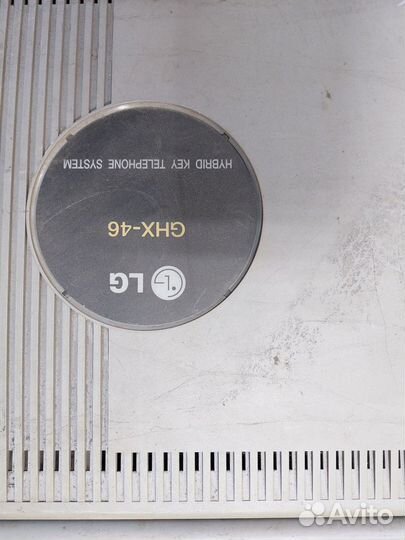 LG
GHX-46
HYBRID KEY TELEPHONE SYSTEM
Avito